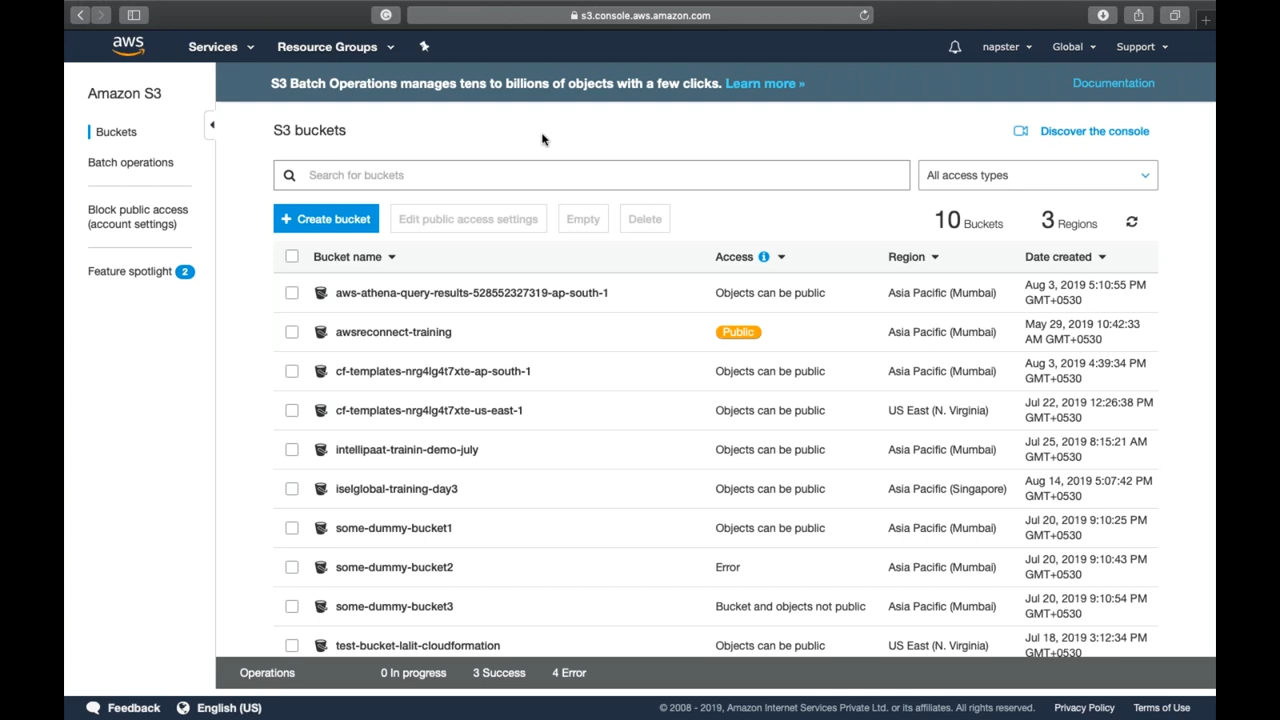 s3.console.aws.amazon.com
aws Services Resource Groups napster Global Support
Amazon S3
Buckets
Batch operations
Block public access
(account settings)
Feature spotlight 2
S3 Batch Operations manages tens to billions of objects with a few clicks. Learn more » Documentation
S3 buckets Discover the console
Search for buckets All access types
+ Create bucket Edit public access settings Empty Delete 10 Buckets 3 Regions
Bucket name Access Region Date created
aws-athena-query-results-528552327319-ap-south-1 Objects can be public Asia Pacific (Mumbai) Aug 3, 2019 5:10:55 PM
GMT+0530
awsreconnect-training Public Asia Pacific (Mumbai) May 29, 2019 10:42:33
AM GMT+0530
cf-templates-nrg4lg4t7xte-ap-south-1 Objects can be public Asia Pacific (Mumbai) Aug 3, 2019 4:39:34 PM
GMT+0530
cf-templates-nrg4lg4t7xte-us-east-1 Objects can be public US East (N. Virginia) Jul 22, 2019 12:26:38 PM
GMT+0530
intellipaat-trainin-demo-july Objects can be public Asia Pacific (Mumbai) Jul 25, 2019 8:15:21 AM
GMT+0530
iselglobal-training-day3 Objects can be public Asia Pacific (Singapore) Aug 14, 2019 5:07:42 PM
GMT+0530
some-dummy-bucket1 Objects can be public Asia Pacific (Mumbai) Jul 20, 2019 9:10:25 PM
GMT+0530
some-dummy-bucket2 Error Asia Pacific (Mumbai) Jul 20, 2019 9:10:43 PM
GMT+0530
some-dummy-bucket3 Bucket and objects not public Asia Pacific (Mumbai) Jul 20, 2019 9:10:54 PM
GMT+0530
test-bucket-lalit-cloudformation Objects can be public US East (N. Virginia) Jul 18, 2019 3:12:34 PM
GMT+0530
Operations 0 In progress 3 Success 4 Error
Feedback English (US) © 2008 - 2019, Amazon Internet Services Private Ltd. or its affiliates. All rights reserved. Privacy Policy Terms of Use